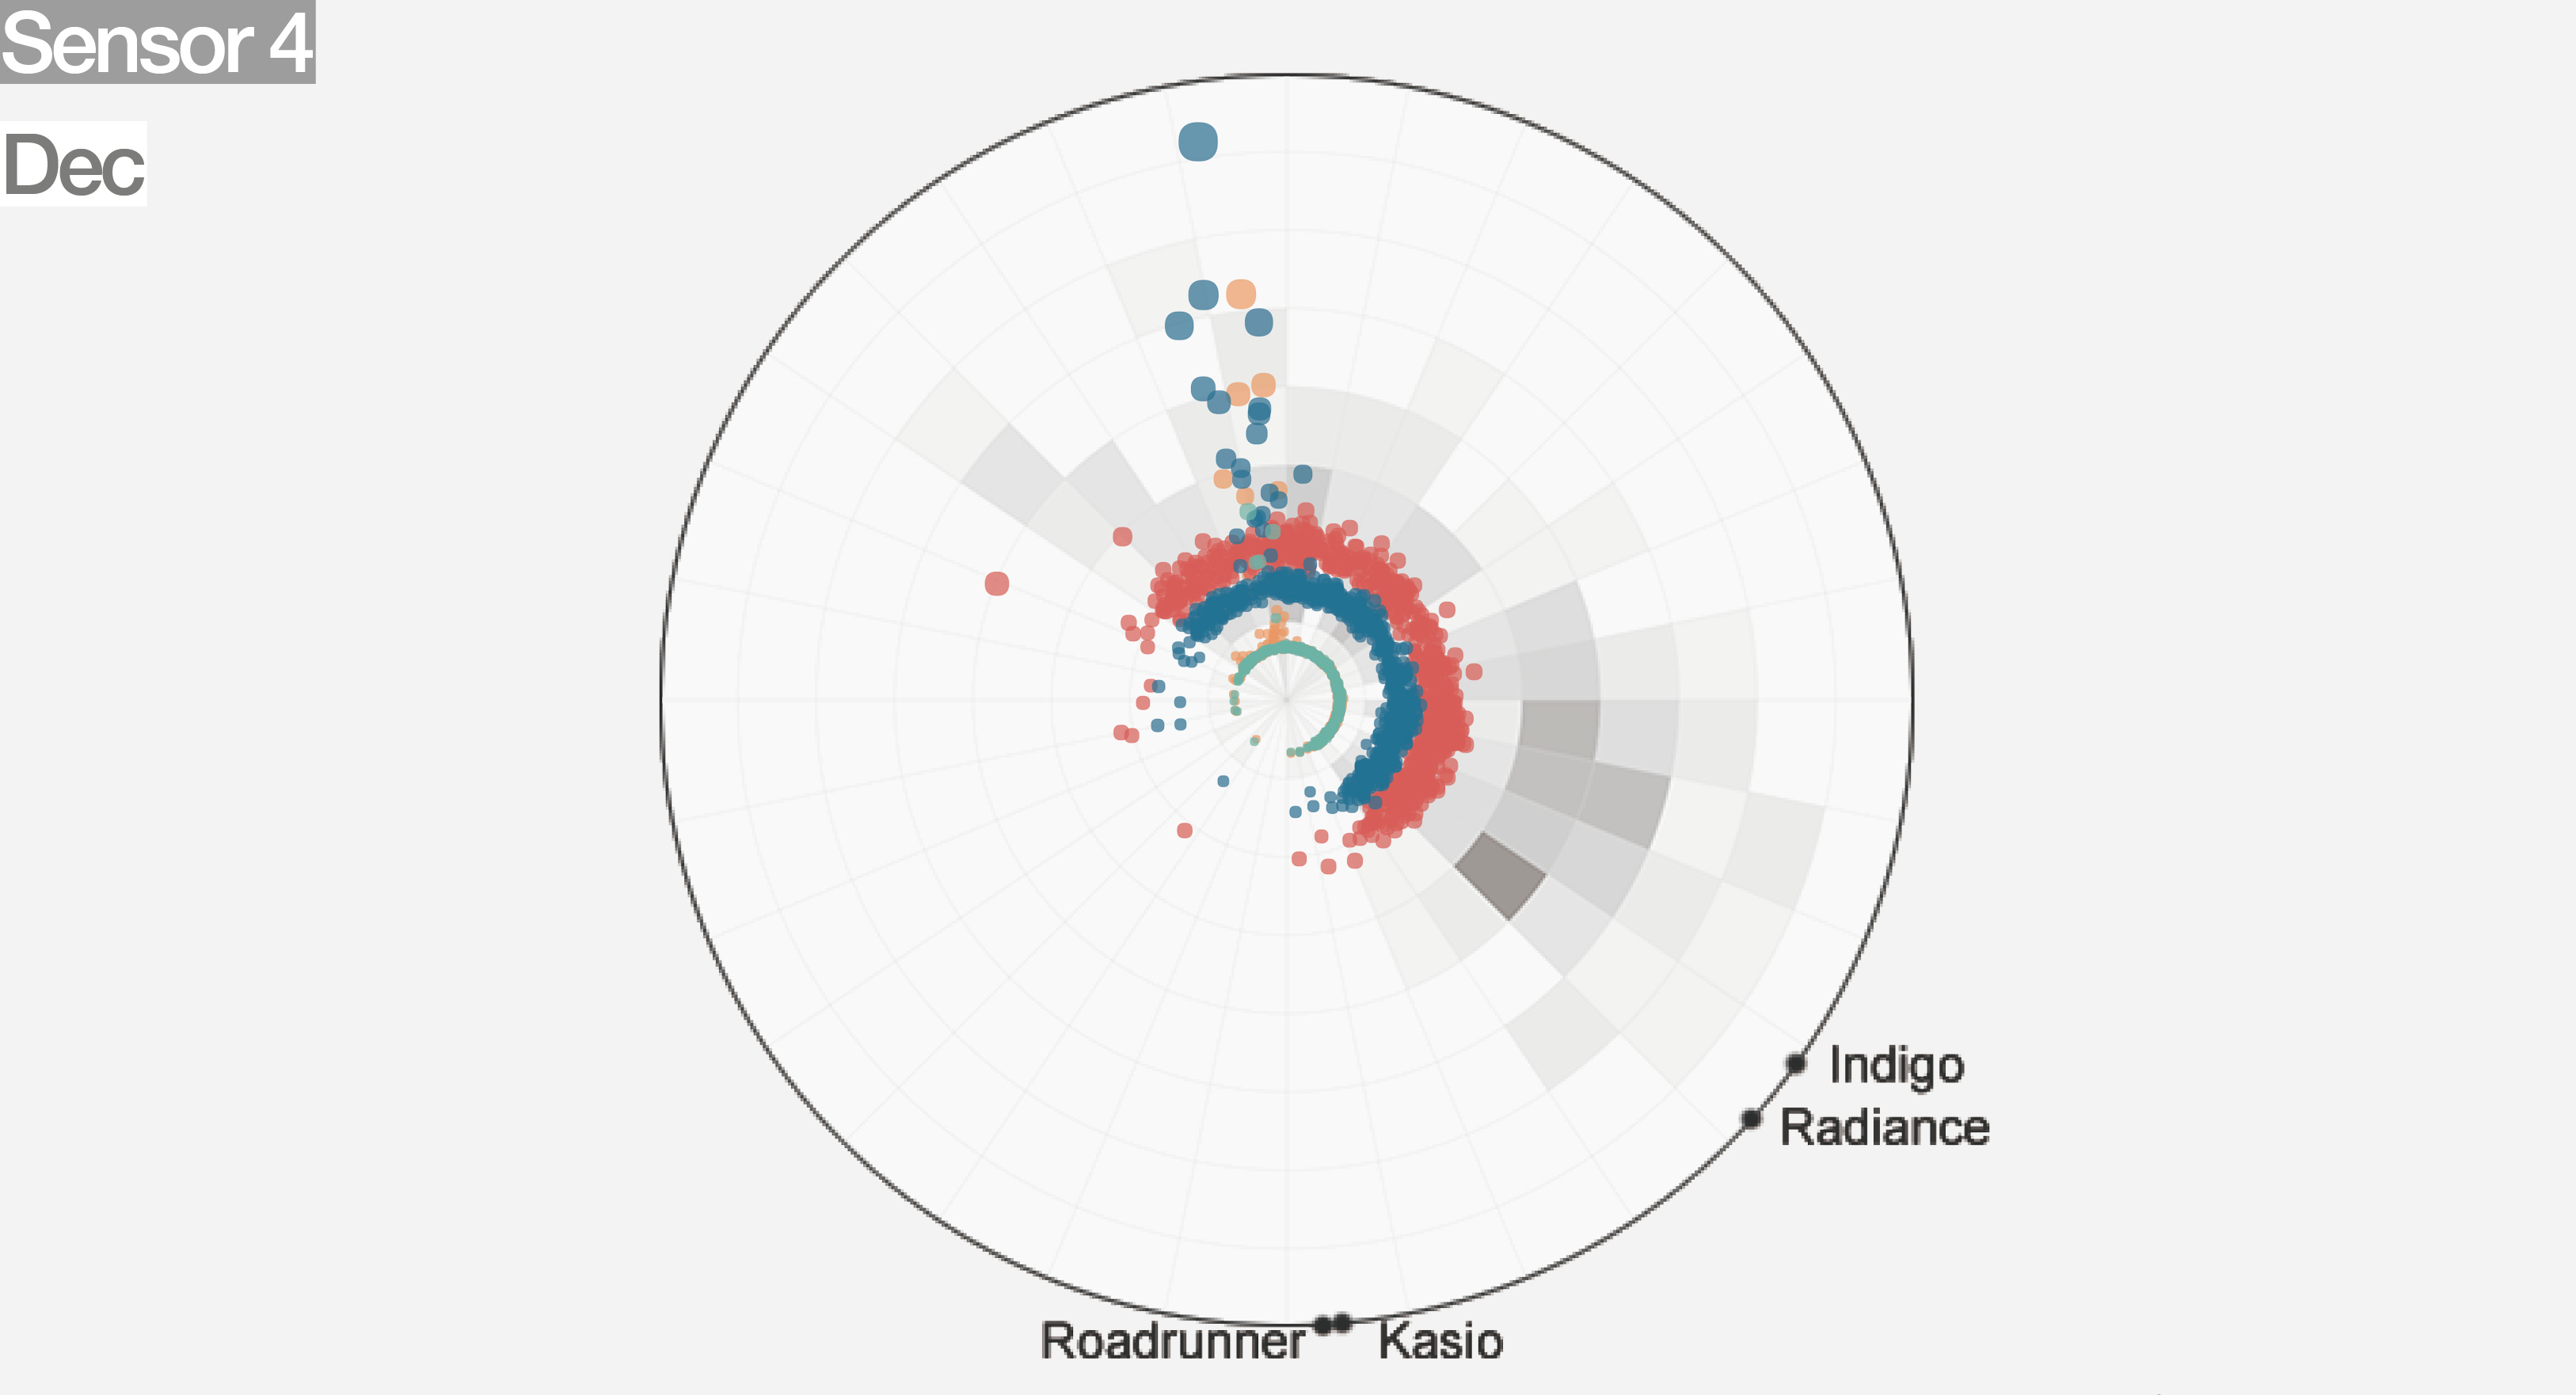 Sensor 4
Dec
Indigo
Radiance
Roadrunner
Kasio